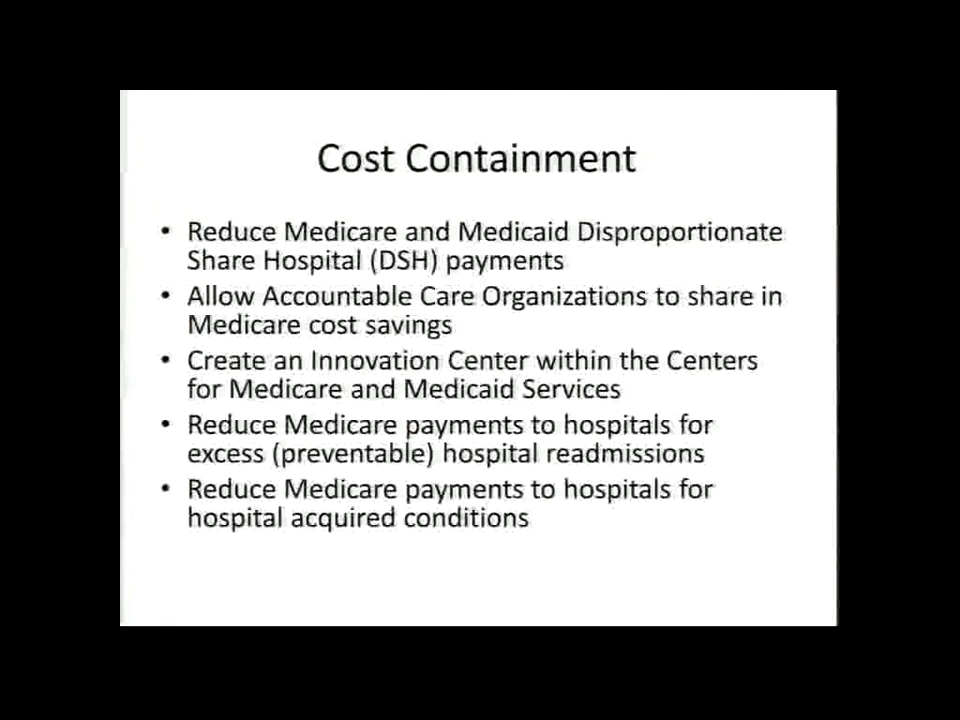 Cost Containment
• Reduce Medicare and Medicaid Disproportionate
Share Hospital (DSH) payments
• Allow Accountable Care Organizations to share in
Medicare cost savings
• Create an Innovation Center within the Centers
for Medicare and Medicaid Services
• Reduce Medicare payments to hospitals for
excess (preventable) hospital readmissions
• Reduce Medicare payments to hospitals for
hospital acquired conditions